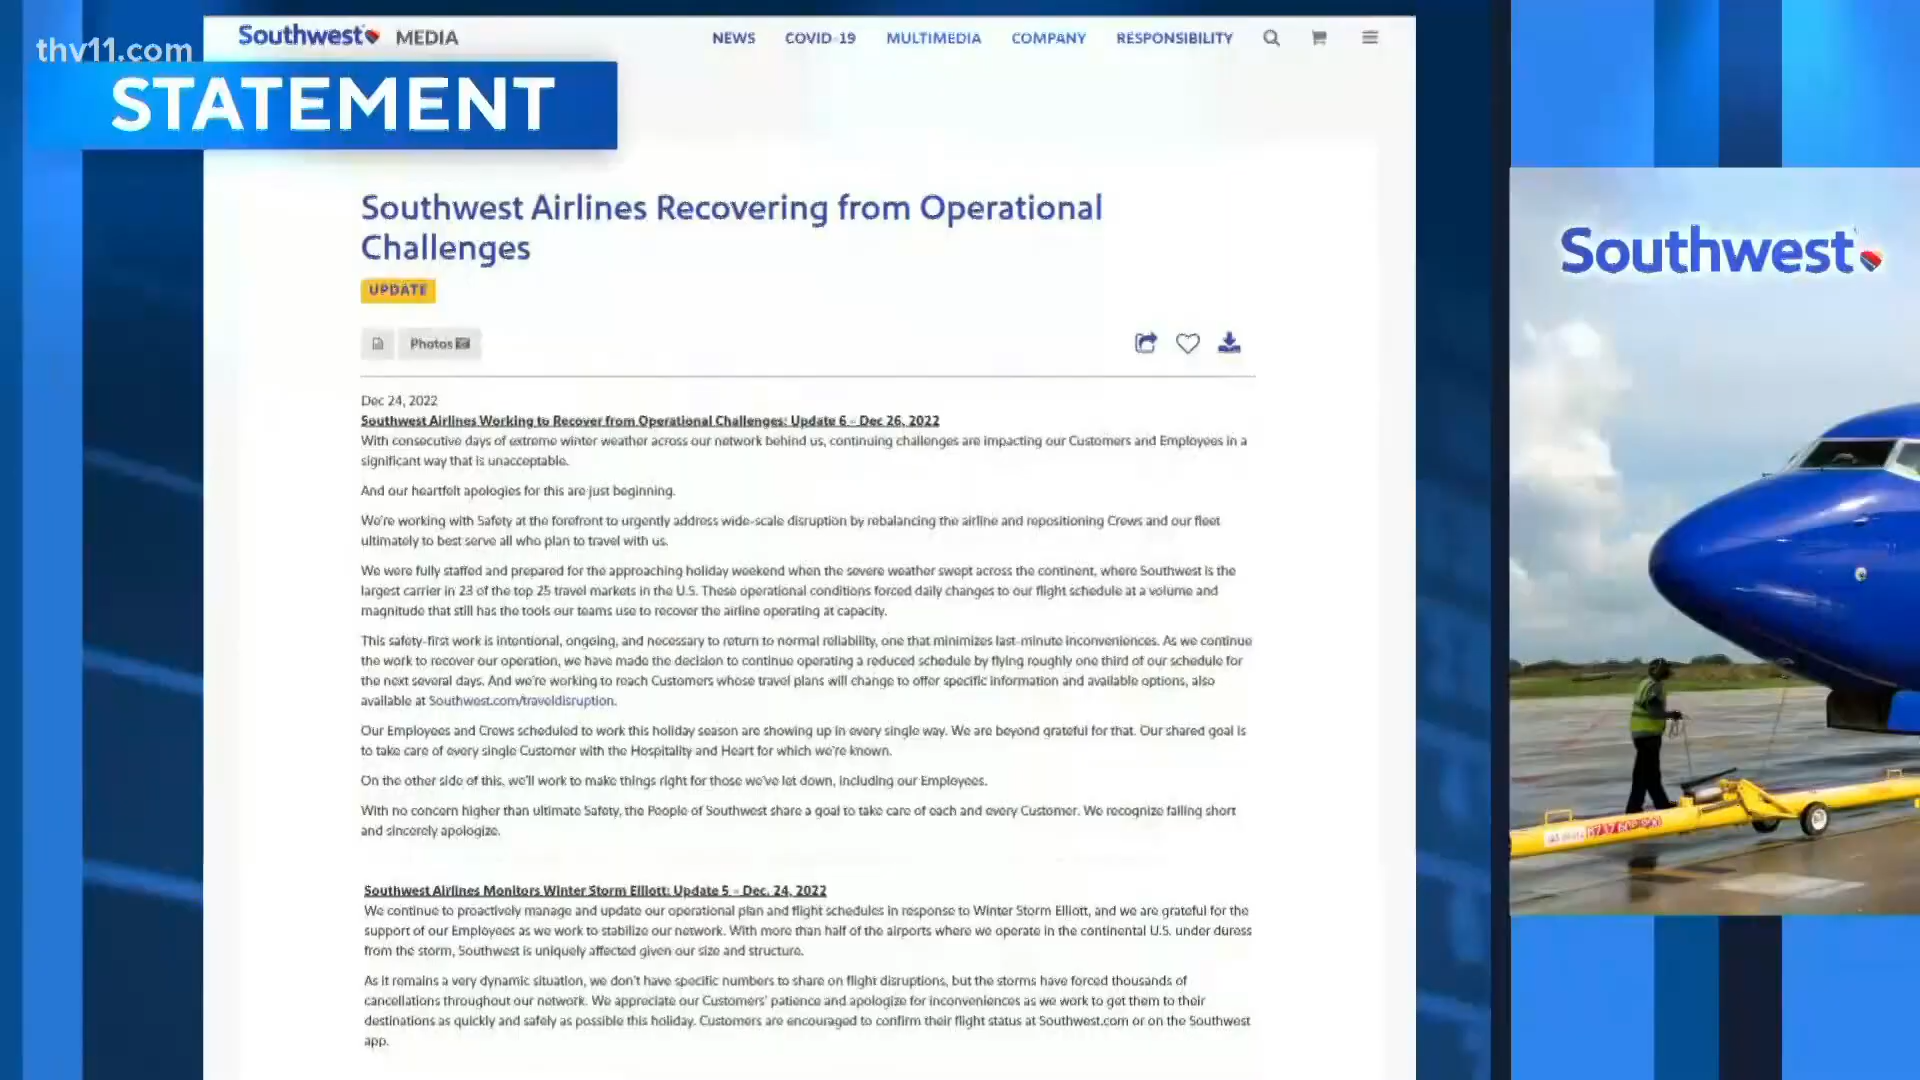 thv11.com
STATEMENT
Southwest MEDIA
NEWS COVID-19 MULTIMEDIA COMPANY RESPONSIBILITY
Southwest Airlines Recovering from Operational
Challenges
UPDATE
Photos
Dec 24, 2022
Southwest Airlines Working to Recover from Operational Challenges: Update 6 - Dec 26, 2022
With consecutive days of extreme winter weather across our network behind us, continuing challenges are impacting our Customers and Employees in a
significant way that is unacceptable.
And our heartfelt apologies for this are just beginning.
We're working with Safety at the forefront to urgently address wide-scale disruption by rebalancing the airline and repositioning Crews and our fleet
ultimately to best serve all who plan to travel with us.
We were fully staffed and prepared for the approaching holiday weekend when the severe weather swept across the continent, where Southwest is the
largest carrier in 23 of the top 25 travel markets in the U.S. These operational conditions forced daily changes to our flight schedule at a volume and
magnitude that still has the tools our teams use to recover the airline operating at capacity.
This safety-first work is intentional, ongoing, and necessary to return to normal reliability, one that minimizes last-minute inconveniences. As we continue
the work to recover our operation, we have made the decision to continue operating a reduced schedule by flying roughly one third of our schedule for
the next several days. And we're working to reach Customers whose travel plans will change to offer specific information and available options, also
available at Southwest.com/traveldisruption.
Our Employees and Crews scheduled to work this holiday season are showing up in every single way. We are beyond grateful for that. Our shared goal is
to take care of every single Customer with the Hospitality and Heart for which we're known.
On the other side of this, we'll work to make things right for those we've let down, including our Employees.
With no concern higher than ultimate Safety, the People of Southwest share a goal to take care of each and every Customer. We recognize falling short
and sincerely apologize.
Southwest Airlines Monitors Winter Storm Elliott: Update 5 - Dec. 24, 2022
We continue to proactively manage and update our operational plan and flight schedules in response to Winter Storm Elliott, and we are grateful for the
support of our Employees as we work to stabilize our network. With more than half of the airports where we operate in the continental U.S. under duress
from the storm, Southwest is uniquely affected given our size and structure.
As it remains a very dynamic situation, we don't have specific numbers to share on flight disruptions, but the storms have forced thousands of
cancellations throughout our network. We appreciate our Customers' patience and apologize for inconveniences as we work to get them to their
destinations as quickly and safely as possible this holiday. Customers are encouraged to confirm their flight status at Southwest.com or on the Southwest
app.
Southwest